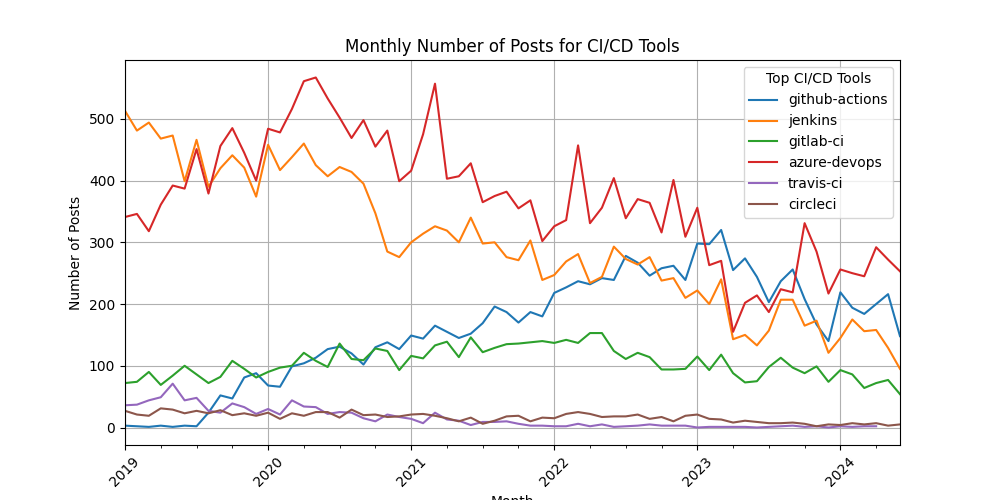 Monthly Number of Posts for CI/CD Tools
Number of Posts
500
400
300
200
100
0
Top CI/CD Tools
github-actions
jenkins
gitlab-ci
azure-devops
travis-ci
circleci
2019
2020
2021
2022
2023
2024
Month